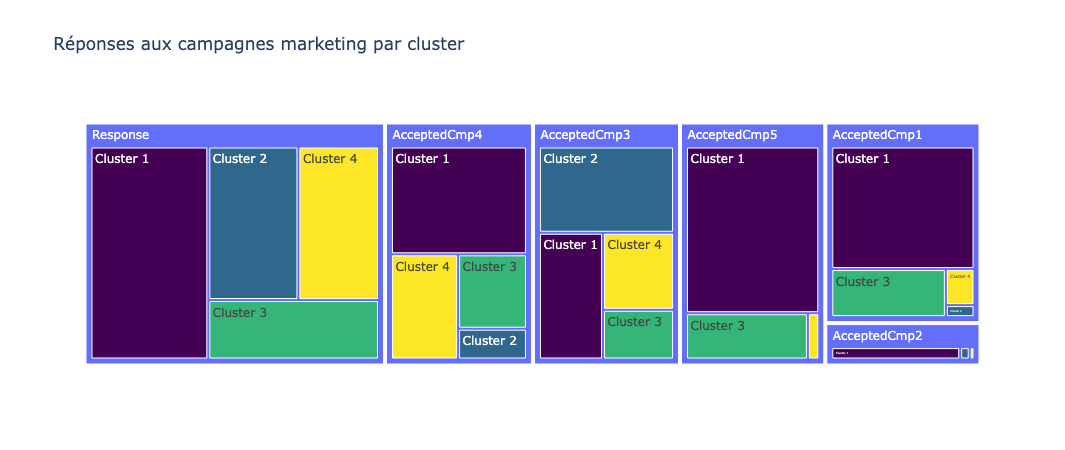 Réponses aux campagnes marketing par cluster
Response
Cluster 1
Cluster 2
Cluster 4
Cluster 3
AcceptedCmp4
Cluster 1
Cluster 4
Cluster 3
Cluster 2
AcceptedCmp3
Cluster 2
Cluster 1
Cluster 4
Cluster 3
AcceptedCmp5
Cluster 1
Cluster 3
AcceptedCmp1
Cluster 1
Cluster 3
Cluster 4
Cluster 2
AcceptedCmp2
Cluster 1